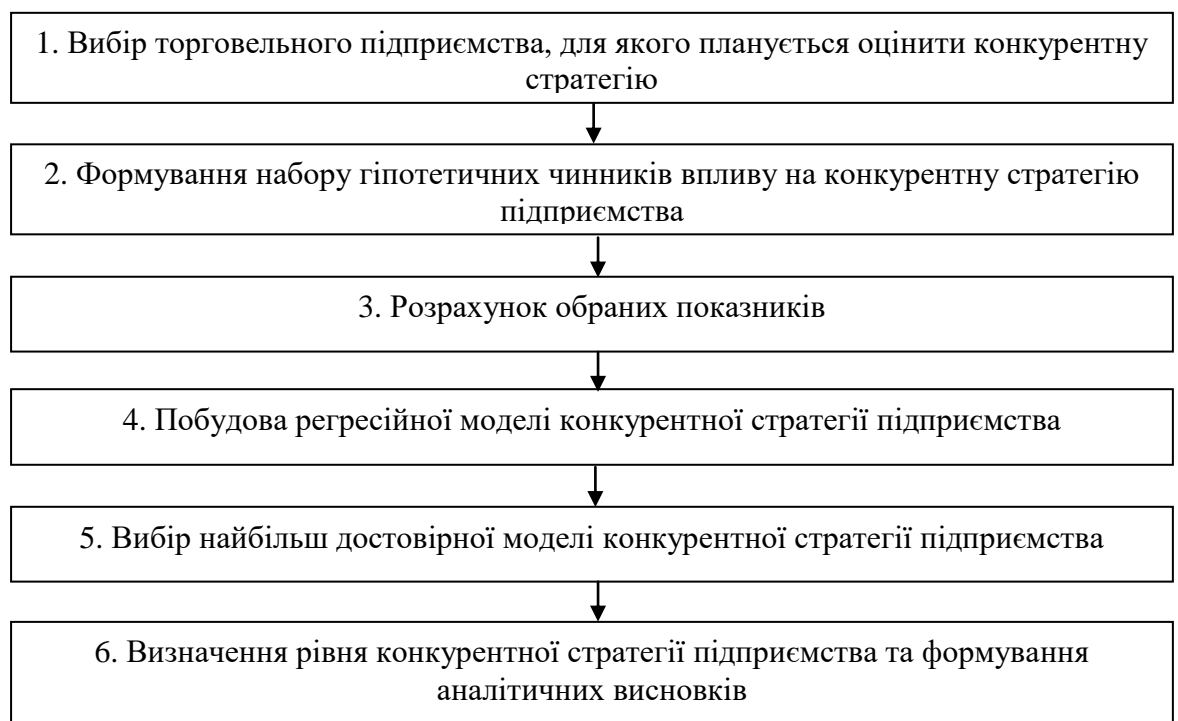 1. Вибір торговельного підприємства, для якого планується оцінити конкурентну
стратегію
2. Формування набору гіпотетичних чинників впливу на конкурентну стратегію
підприємства
3. Розрахунок обраних показників
4. Побудова регресійної моделі конкурентної стратегії підприємства
5. Вибір найбільш достовірної моделі конкурентної стратегії підприємства
6. Визначення рівня конкурентної стратегії підприємства та формування
аналітичних висновків